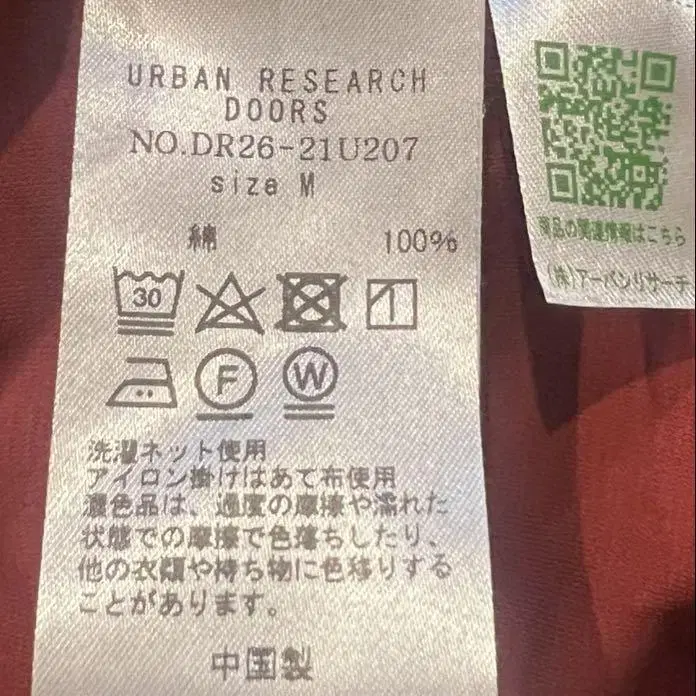 URBAN RESEARCH
DOORS
NO.DR26-21U207
size M
綿 100%
30
F W
洗濯ネット使用
アイロン掛けはあて布使用
濃色品は、過度の摩擦や濡れた
状態での摩擦で色落ちしたり、
他の衣類や持ち物に色移りする
ことがあります。
中国製
商品の関連情報はこちら
(株)アーバンリサーチ